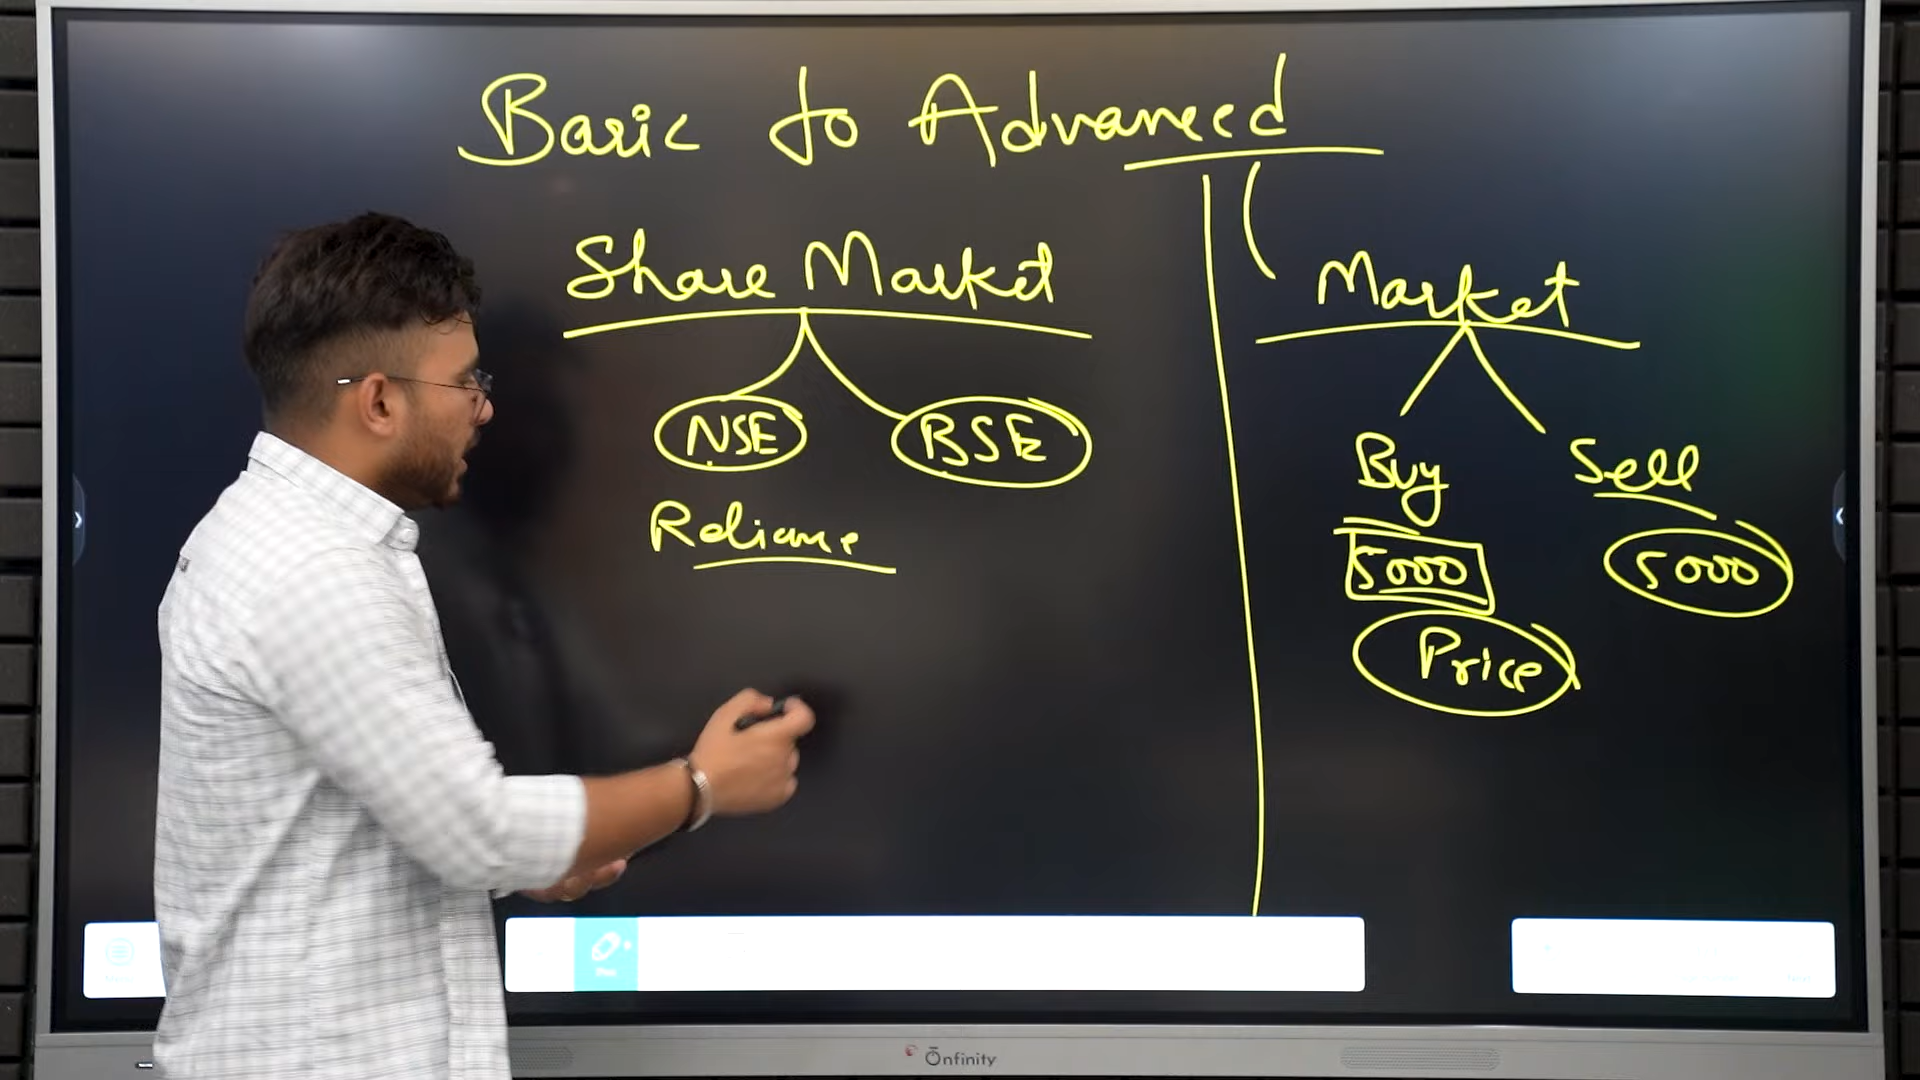 Basic to Advanced
Share Market
NSE
BSE
Reliance
Market
Buy
Sell
5000
5000
Price
Onfinity